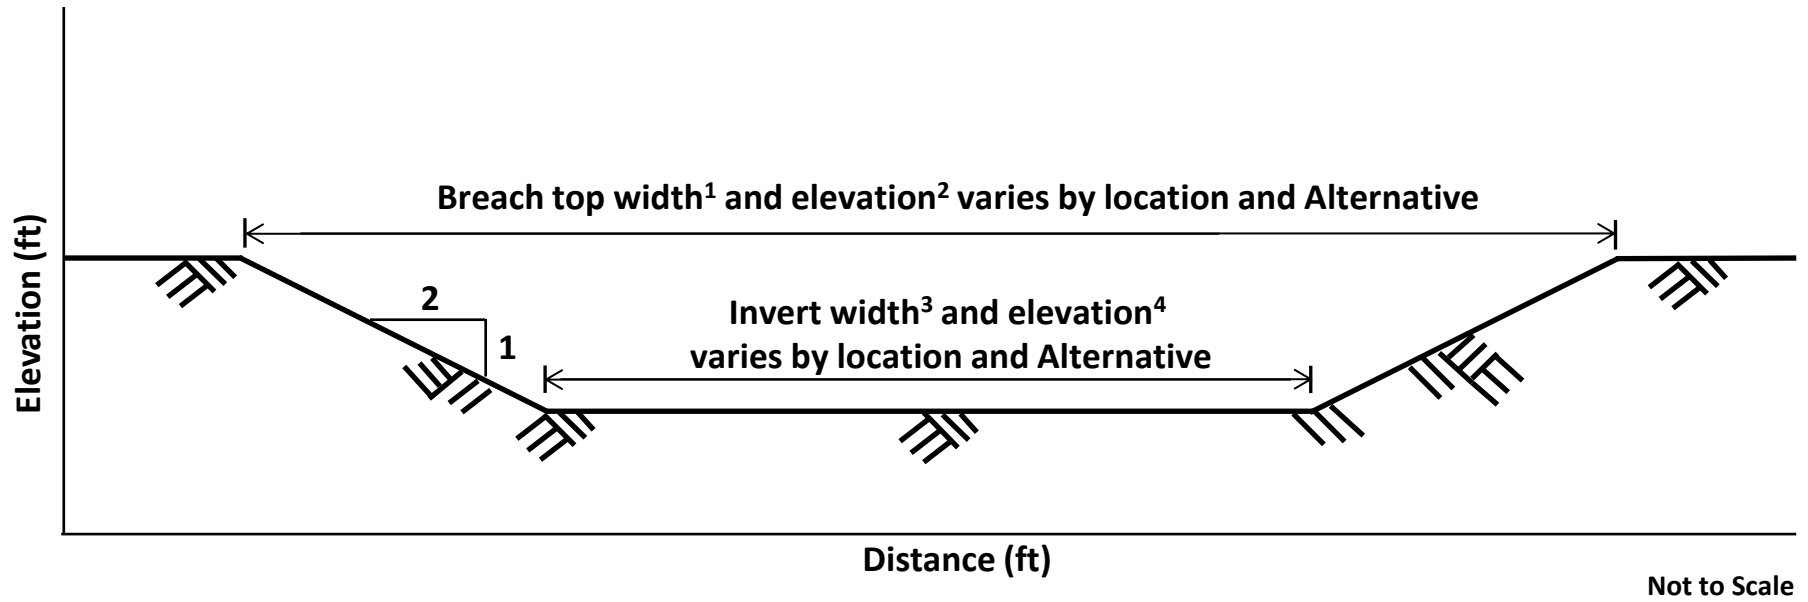 Breach top width¹ and elevation² varies by location and Alternative
2
1
Invert width³ and elevation⁴
varies by location and Alternative
Elevation (ft)
Distance (ft)
Not to Scale